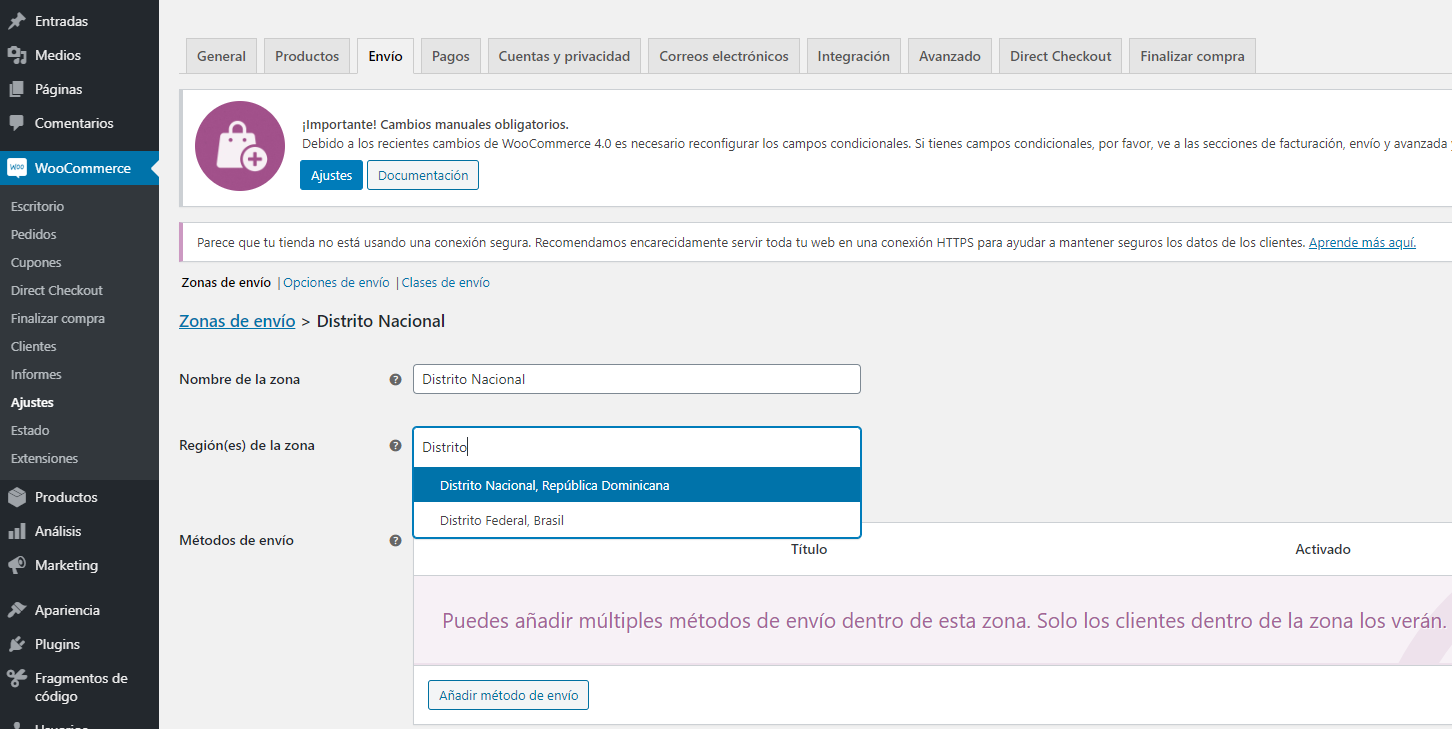 Entradas
Medios
Páginas
Comentarios
WooCommerce
Escritorio
Pedidos
Cupones
Direct Checkout
Finalizar compra
Clientes
Informes
Ajustes
Estado
Extensiones
Productos
Análisis
Marketing
Apariencia
Plugins
Fragmentos de
código
General
Productos
Envío
Pagos
Cuentas y privacidad
Correos electrónicos
Integración
Avanzado
Direct Checkout
Finalizar compra
¡Importante! Cambios manuales obligatorios.
Debido a los recientes cambios de WooCommerce 4.0 es necesario reconfigurar los campos condicionales. Si tienes campos condicionales, por favor, ve a las secciones de facturación, envío y avanzada
Ajustes
Documentación
Parece que tu tienda no está usando una conexión segura. Recomendamos encarecidamente servir toda tu web en una conexión HTTPS para ayudar a mantener seguros los datos de los clientes. Aprende más aquí.
Zonas de envío | Opciones de envío | Clases de envío
Zonas de envío > Distrito Nacional
Nombre de la zona
?
Distrito Nacional
Región(es) de la zona
?
Distrito
Distrito Nacional, República Dominicana
Distrito Federal, Brasil
Métodos de envío
?
Título
Activado
Puedes añadir múltiples métodos de envío dentro de esta zona. Solo los clientes dentro de la zona los verán.
Añadir método de envío